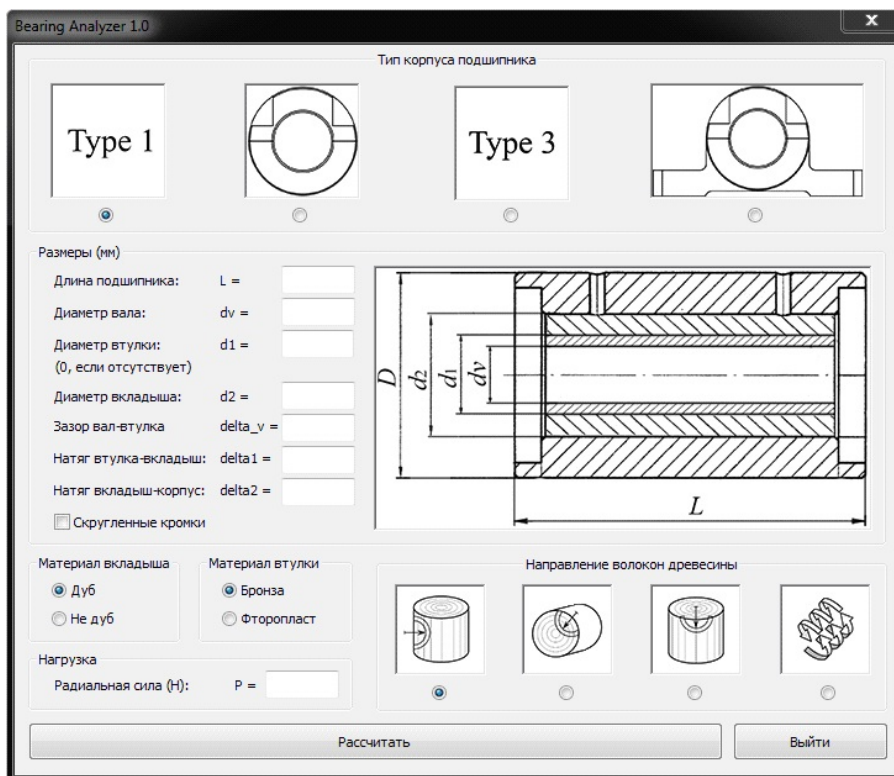 Bearing Analyzer 1.0
x
Тип корпуса подшипника
Type 1
Type 3
Размеры (мм)
Длина подшипника: L =
Диаметр вала: dv =
Диаметр втулки: d1 =
(0, если отсутствует)
Диаметр вкладыша: d2 =
Зазор вал-втулка delta_v =
Натяг втулка-вкладыш: delta1 =
Натяг вкладыш-корпус: delta2 =
Скругленные кромки
D
d2
d1
dv
L
Материал вкладыша
Дуб
Не дуб
Материал втулки
Бронза
Фторопласт
Направление волокон древесины
Нагрузка
Радиальная сила (Н): P =
Рассчитать
Выйти